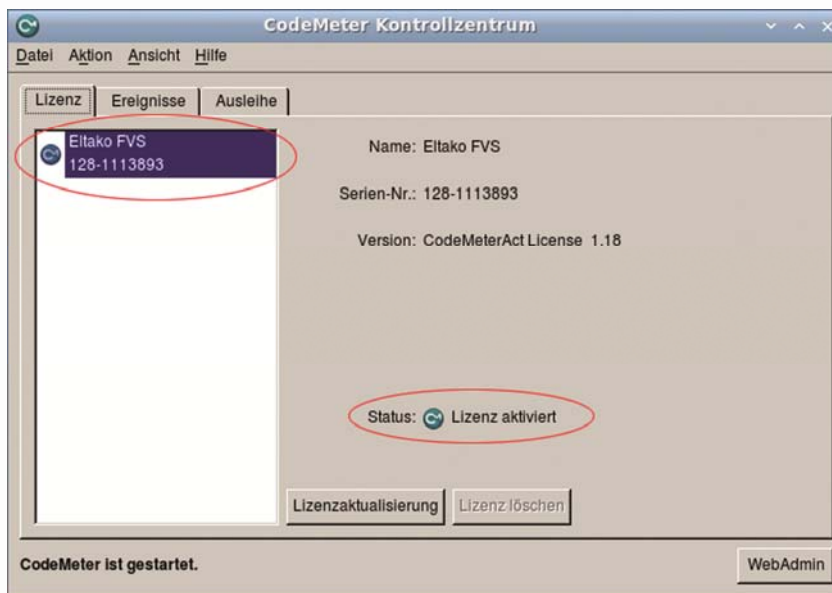 CodeMeter Kontrollzentrum
Datei Aktion Ansicht Hilfe
Lizenz Ereignisse Ausleihe
Eltako FVS
128-1113893
Name: Eltako FVS
Serien-Nr.: 128-1113893
Version: CodeMeterAct License 1.18
Status: Lizenz aktiviert
Lizenzaktualisierung Lizenz löschen
CodeMeter ist gestartet. WebAdmin